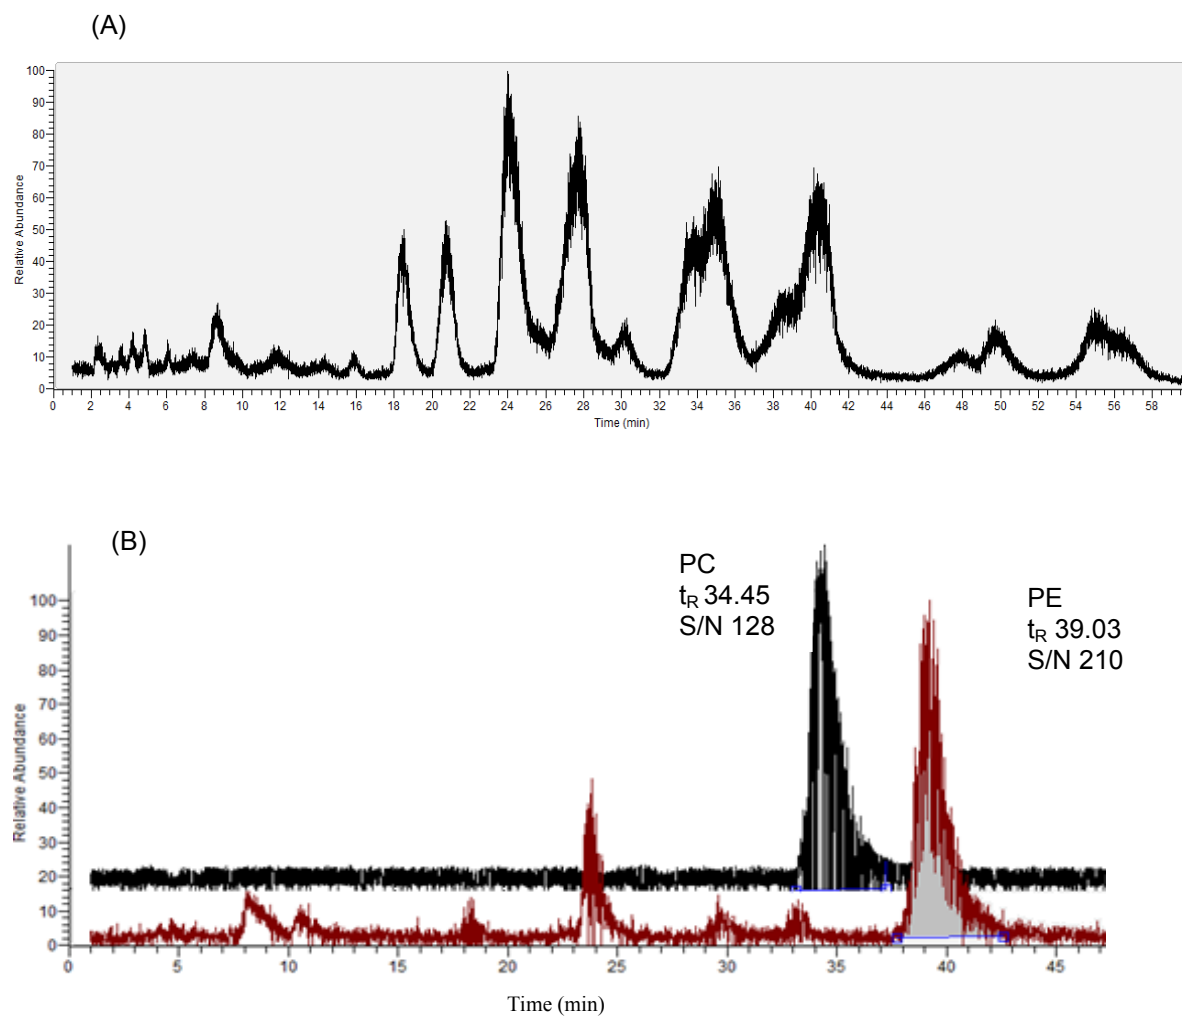 (A)
Relative Abundance
100
90
80
70
60
50
40
30
20
10
0
0 2 4 6 8 10 12 14 16 18 20 22 24 26 28 30 32 34 36 38 40 42 44 46 48 50 52 54 56 58
Time (min)
(B)
PC
tR 34.45
S/N 128
PE
tR 39.03
S/N 210
Relative Abundance
100
90
80
70
60
50
40
30
20
10
0
0 5 10 15 20 25 30 35 40 45
Time (min)